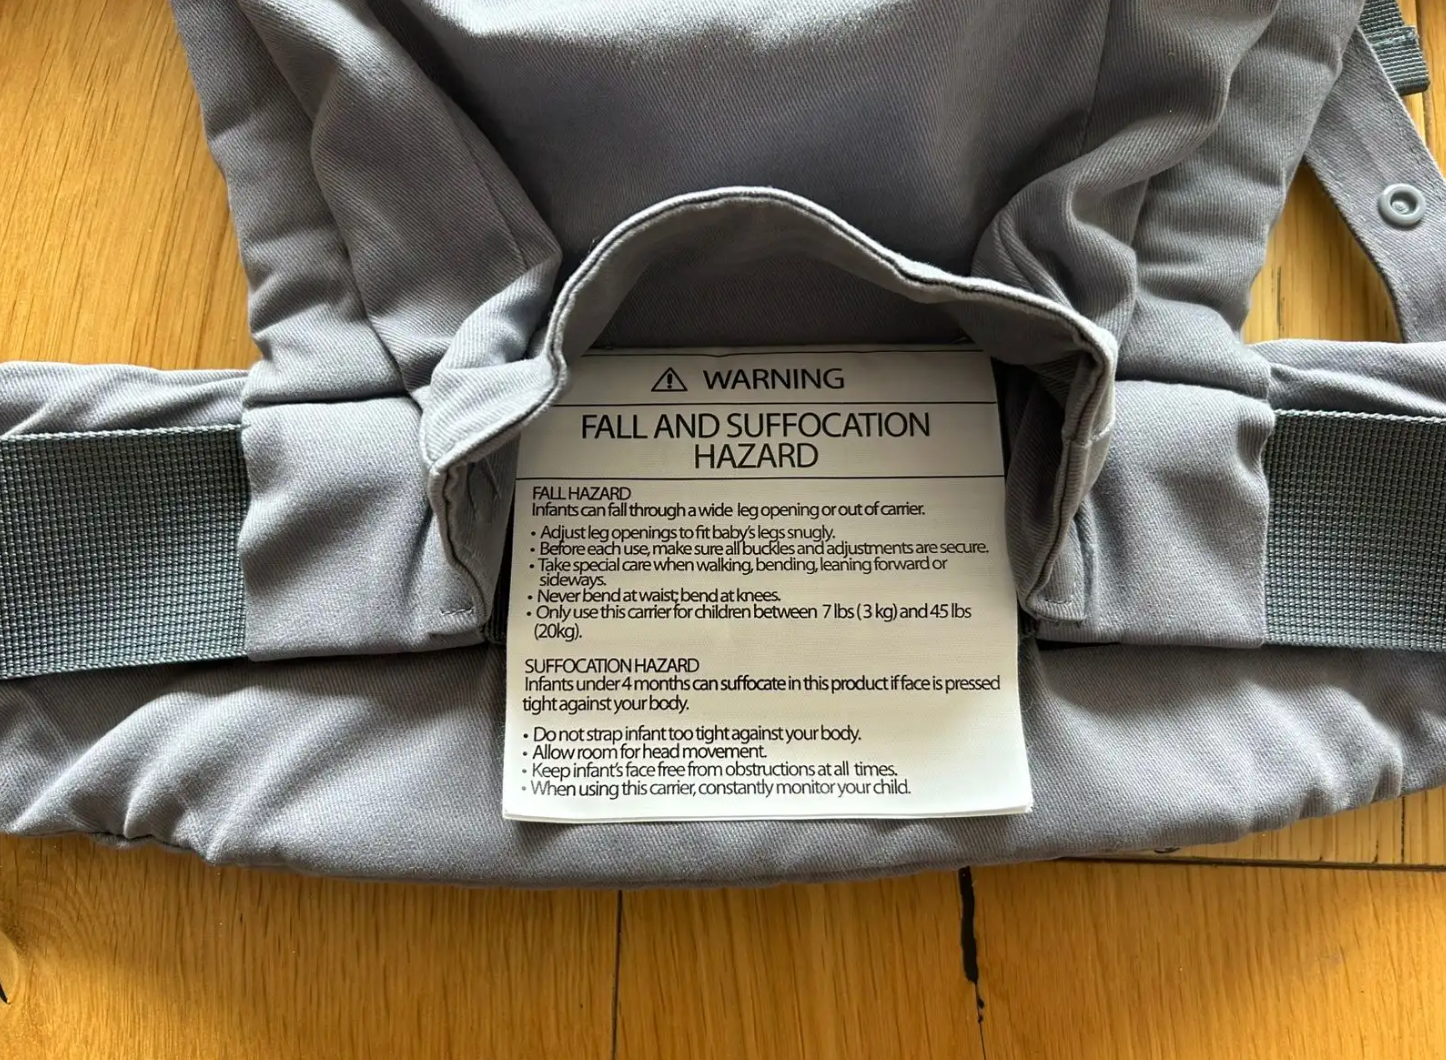 ⚠ WARNING
FALL AND SUFFOCATION
HAZARD
FALL HAZARD
Infants can fall through a wide leg opening or out of carrier.
• Adjust leg openings to fit baby's legs snugly.
• Before each use, make sure all buckles and adjustments are secure.
• Take special care when walking, bending, leaning forward or
sideways.
• Never bend at waist; bend at knees.
• Only use this carrier for children between 7 lbs ( 3 kg) and 45 lbs
(20kg).
SUFFOCATION HAZARD
Infants under 4 months can suffocate in this product if face is pressed
tight against your body.
• Do not strap infant too tight against your body.
• Allow room for head movement.
• Keep infant's face free from obstructions at all times.
• When using this carrier, constantly monitor your child.